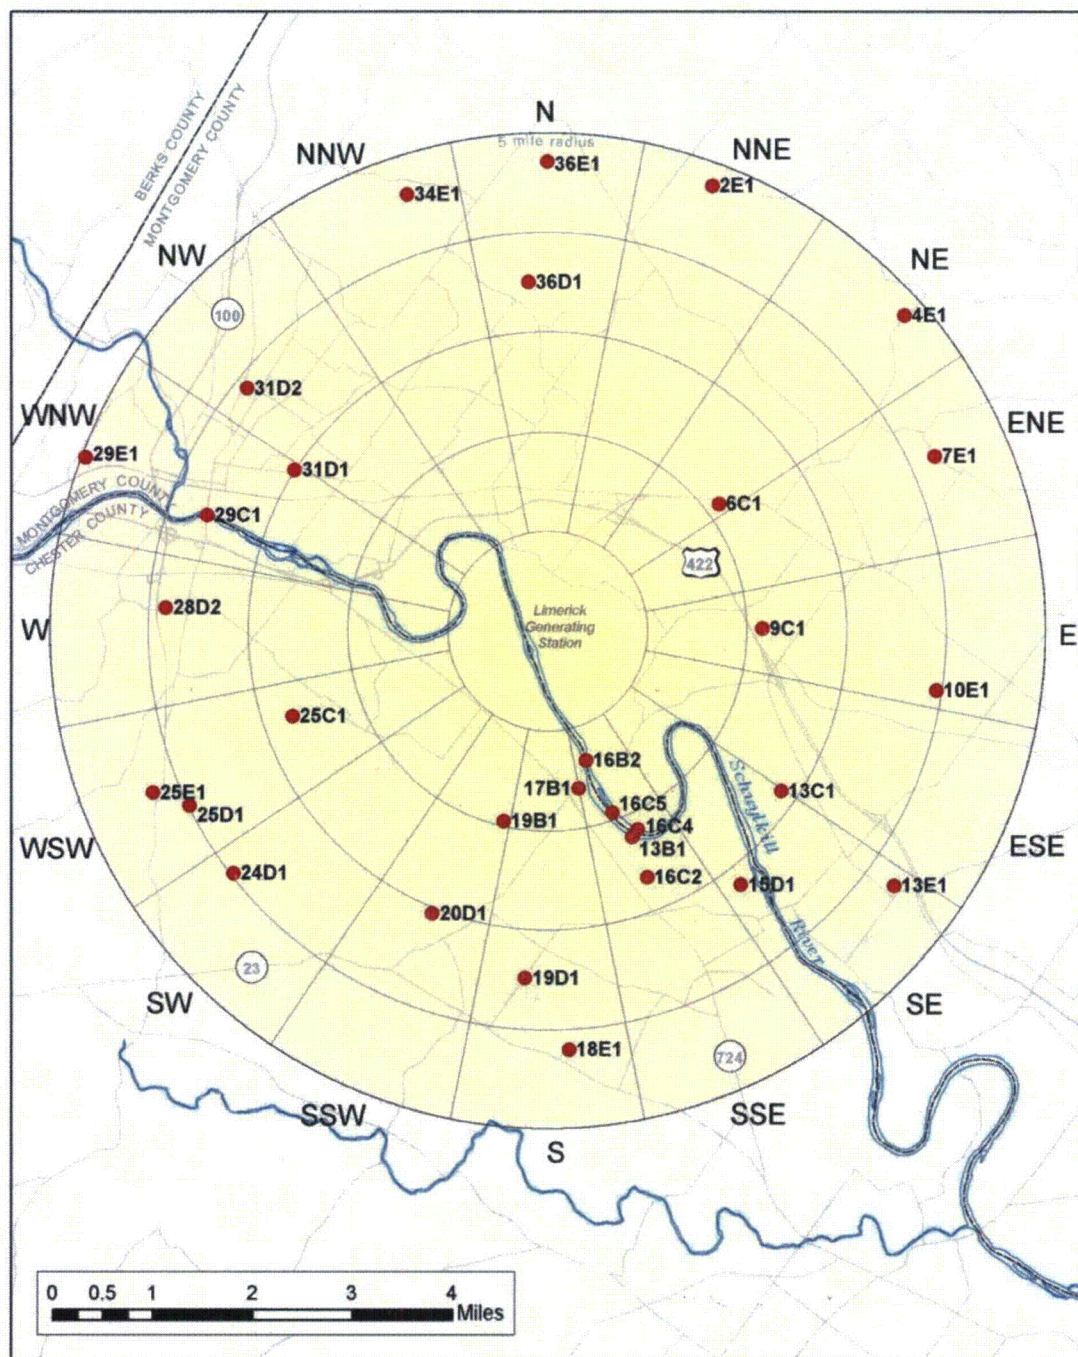 N
5 mile radius
NNW
NNE
BERKS COUNTY
MONTGOMERY COUNTY
36E1
2E1
34E1
NW
NE
36D1
100
4E1
31D2
WNW
ENE
29E1
7E1
31D1
6C1
MONTGOMERY COUNTY
CHESTER COUNTY
29C1
422
28D2
Limerick
Generating
Station
W
9C1
E
10E1
25C1
16B2
17B1
Schuylkill
River
13C1
25E1
25D1
16C5
19B1
16C4
13B1
WSW
ESE
24D1
16C2
15D1
13E1
20D1
23
19D1
SW
SE
18E1
724
SSW
SSE
S
0 0.5 1 2 3 4
Miles